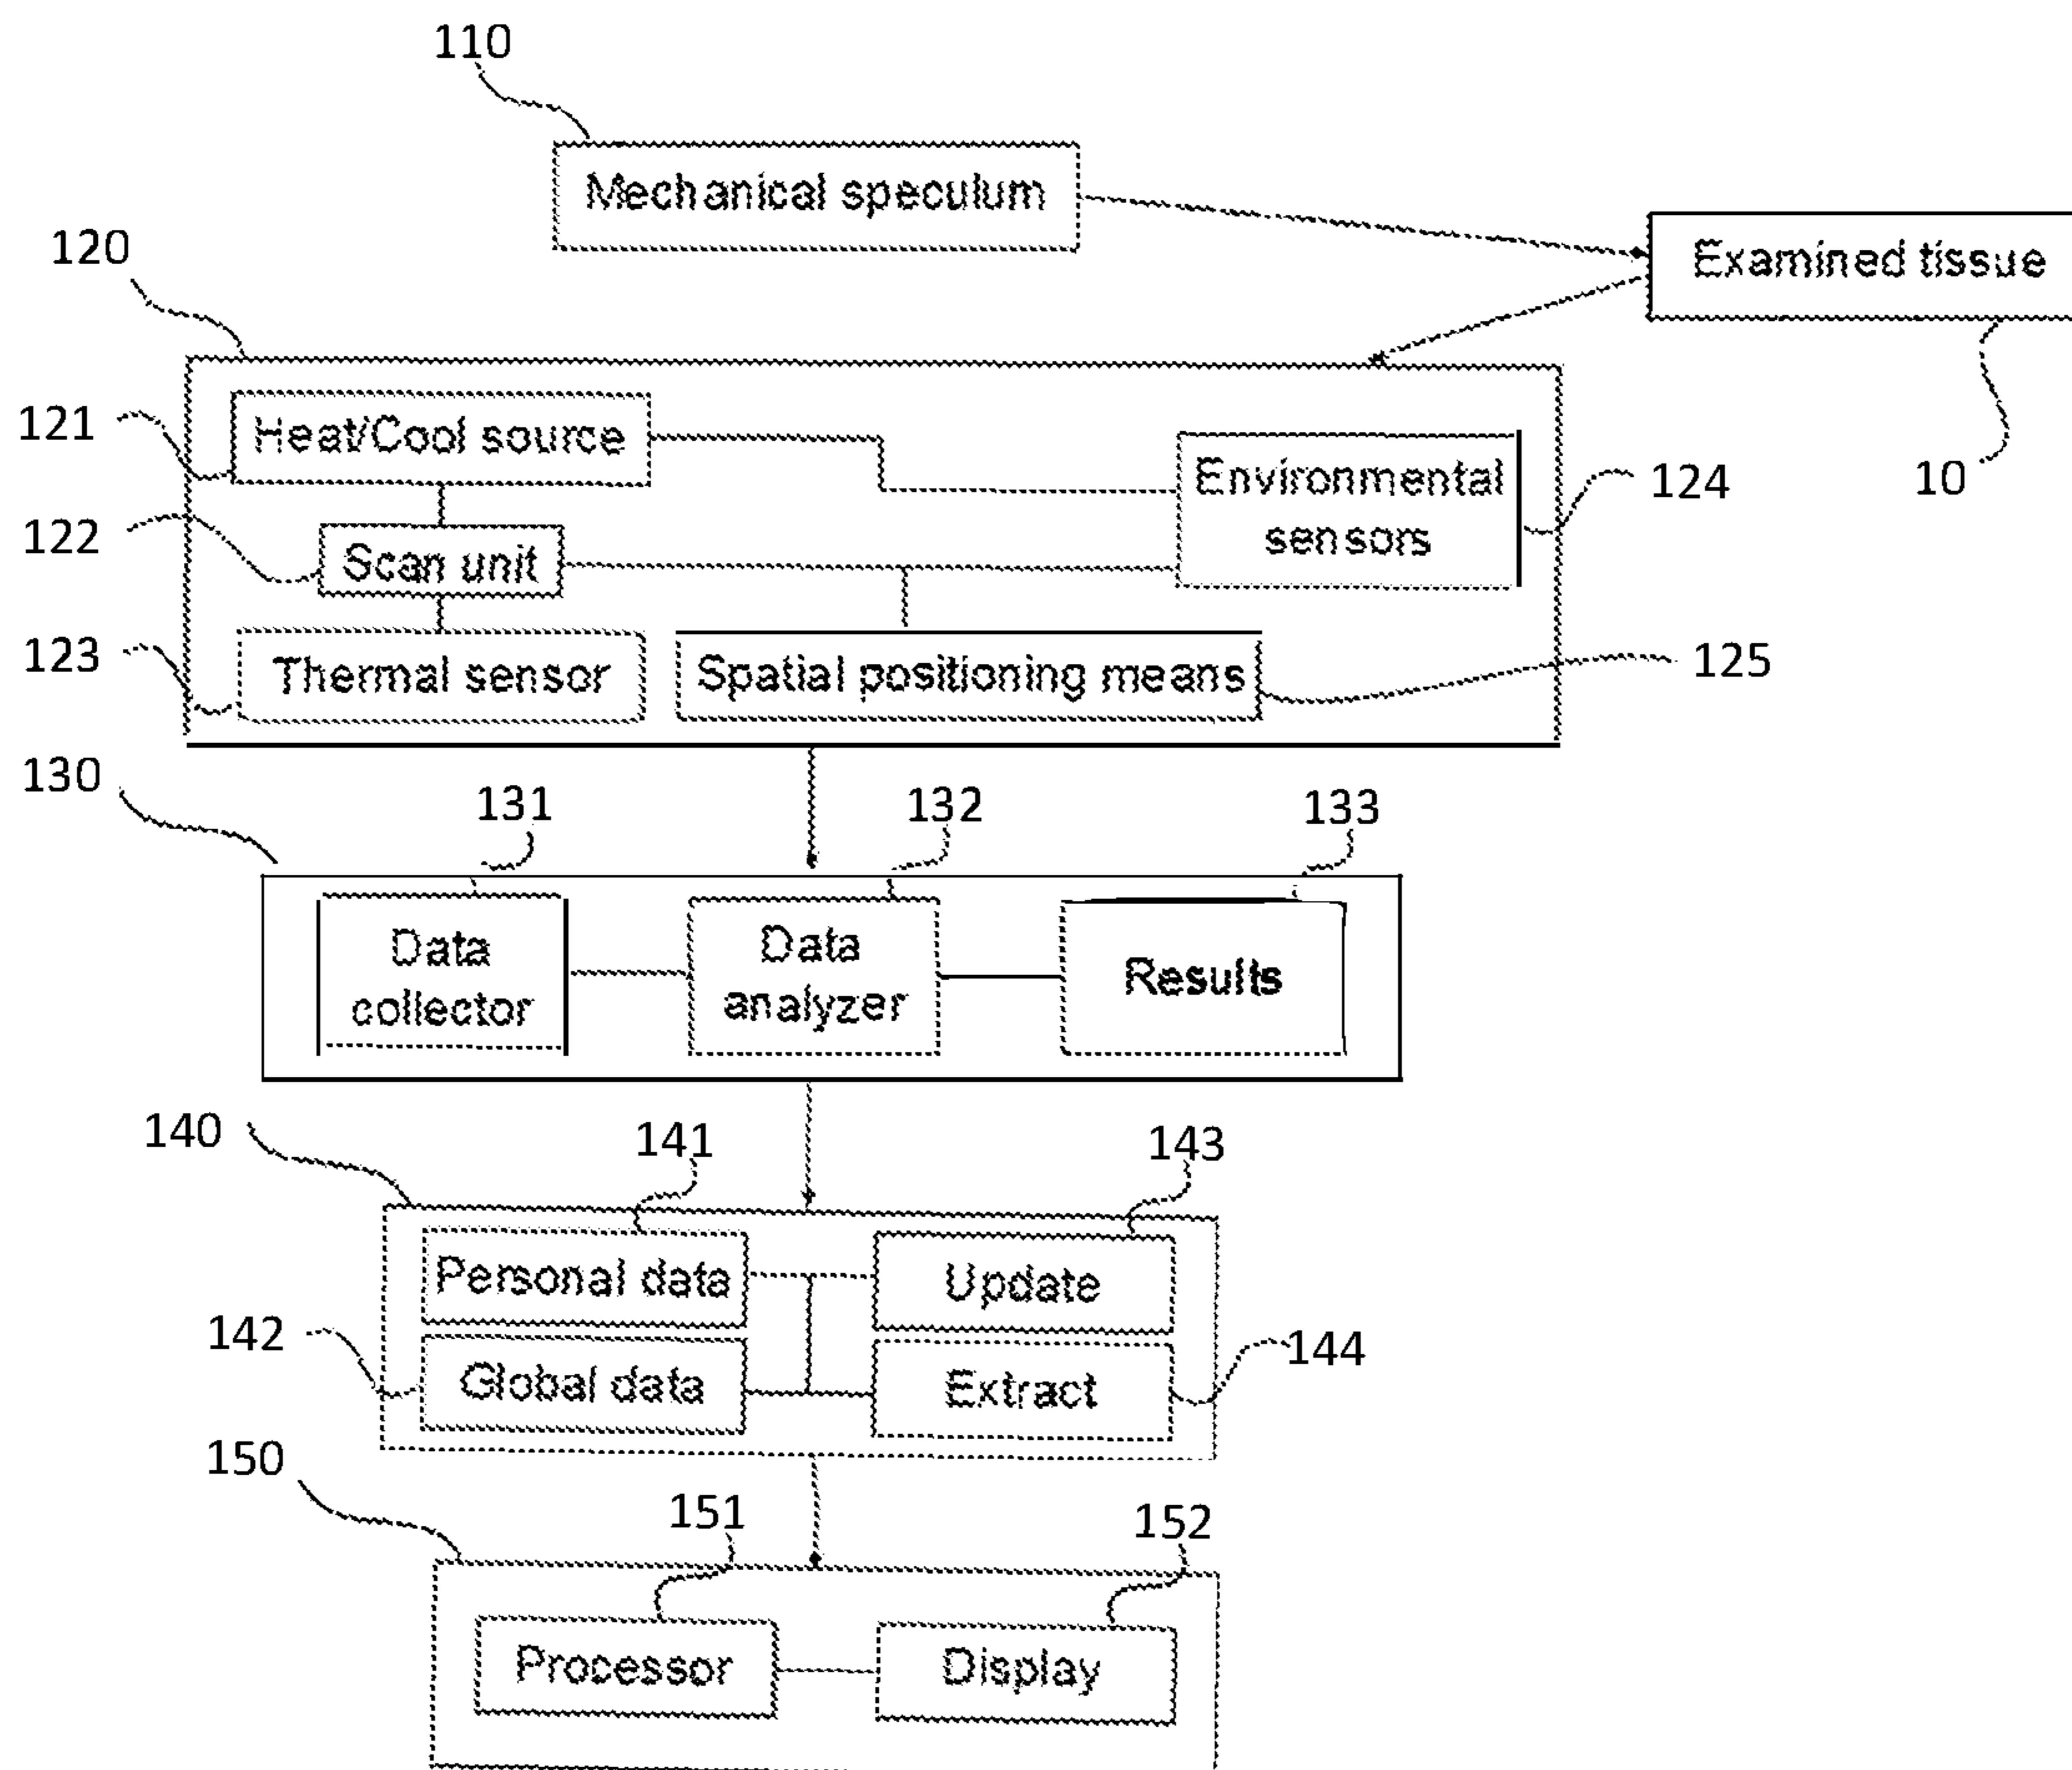 110
Mechanical speculum
120
Examined tissue
121
Heat/Cool source
Environmental
sensors
124
10
122
Scan unit
123
Thermal sensor
Spatial positioning means
125
130
131
132
133
Data
collector
Data
analyzer
Results
140
141
143
Personal data
Update
142
Global data
Extract
144
150
151
152
Processor
Display